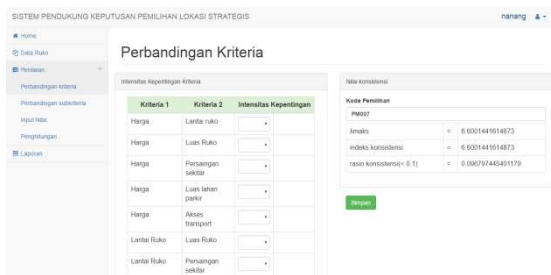 SISTEM PENDUKUNG KEPUTUSAN PEMILIHAN LOKASI STRATEGIS
nanang
Home
Data Ruko
Penilaian
Perbandingan kriteria
Perbandingan subkriteria
Input Nilai
Penghitungan
Laporan
Perbandingan Kriteria
Intensitas Kepentingan Kriteria
Kriteria 1 Kriteria 2 Intensitas Kepentingan
Harga Lantai ruko
Harga Luas Ruko
Harga Persaingan sekitar
Harga Luas lahan parkir
Harga Akses transport
Lantai Ruko Luas Ruko
Lantai Ruko Persaingan sekitar
Nilai konsistensi
Kode Pemilihan
PM007
λmaks = 6.6001441614873
indeks konsistensi = 6.6001441614873
rasio konsistensi(< 0.1) = 0.096797445401179
Simpan